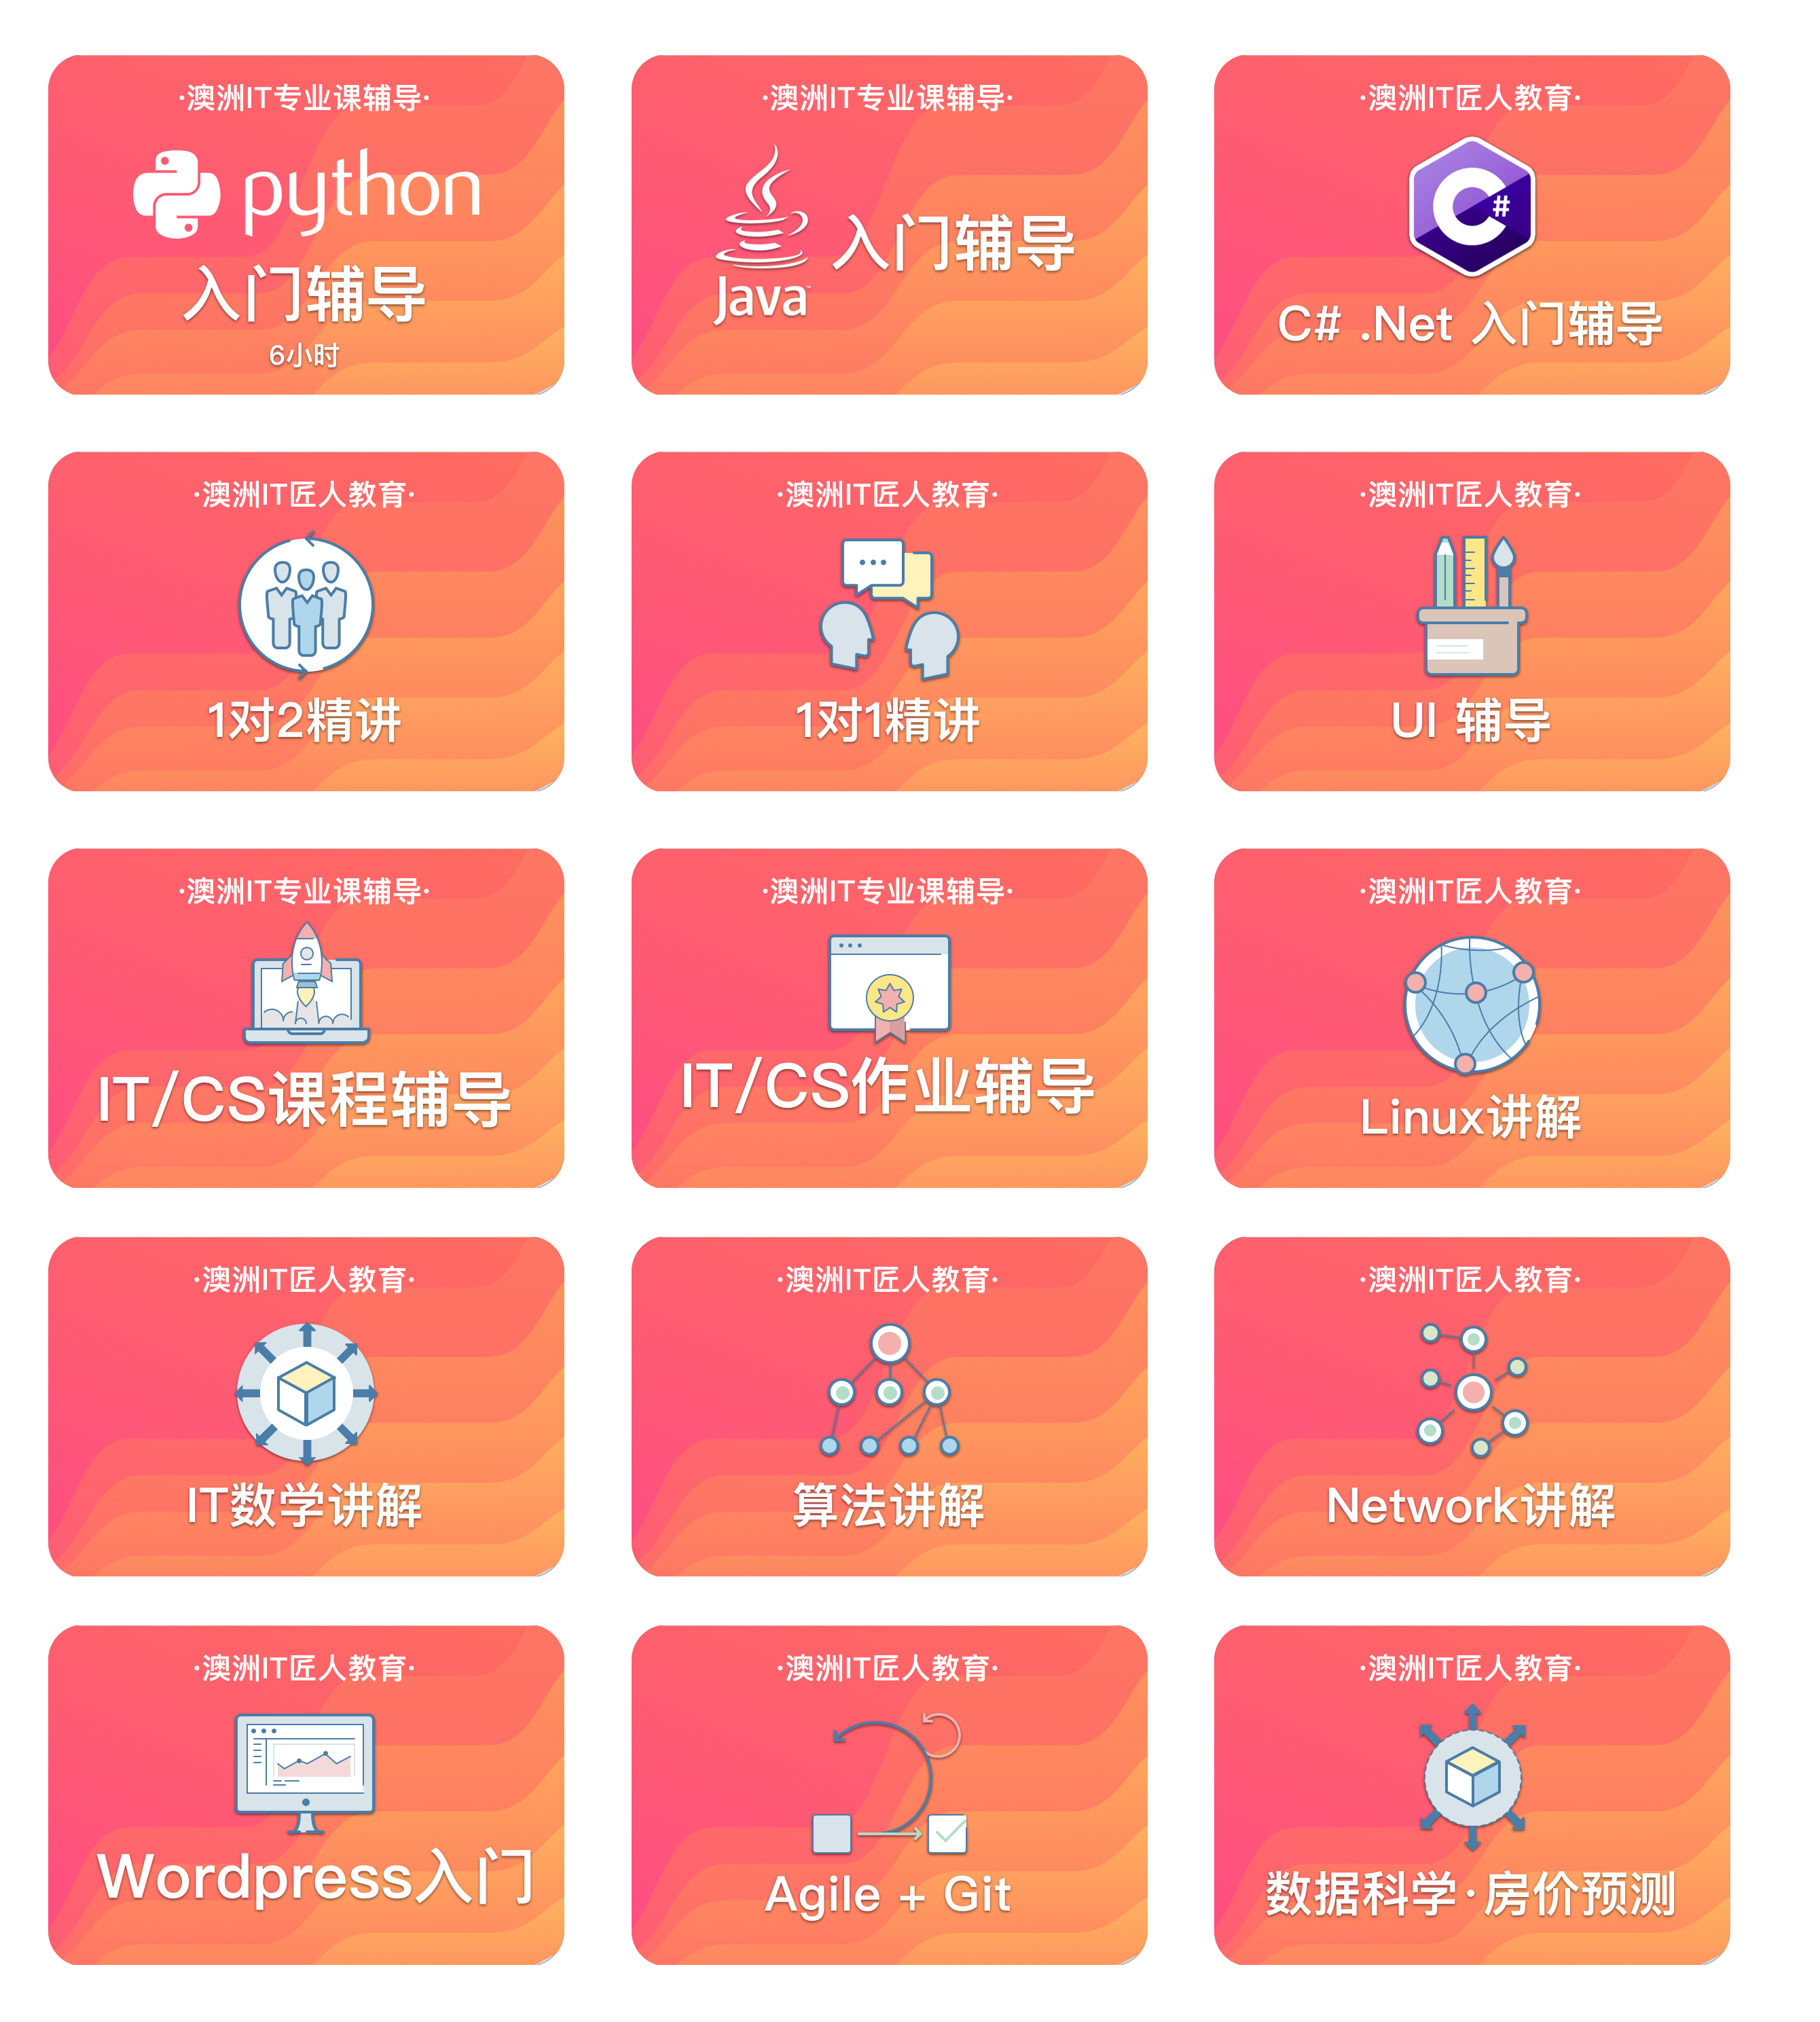 ·澳洲IT专业课辅导·
python
入门辅导
6小时
·澳洲IT专业课辅导·
Java
入门辅导
·澳洲IT匠人教育·
C#
C# .Net 入门辅导
·澳洲IT匠人教育·
1对2精讲
·澳洲IT匠人教育·
1对1精讲
·澳洲IT匠人教育·
UI 辅导
·澳洲IT专业课辅导·
IT/CS课程辅导
·澳洲IT专业课辅导·
IT/CS作业辅导
·澳洲IT匠人教育·
Linux讲解
·澳洲IT匠人教育·
IT数学讲解
·澳洲IT匠人教育·
算法讲解
·澳洲IT匠人教育·
Network讲解
·澳洲IT匠人教育·
Wordpress入门
·澳洲IT匠人教育·
Agile + Git
·澳洲IT匠人教育·
数据科学·房价预测